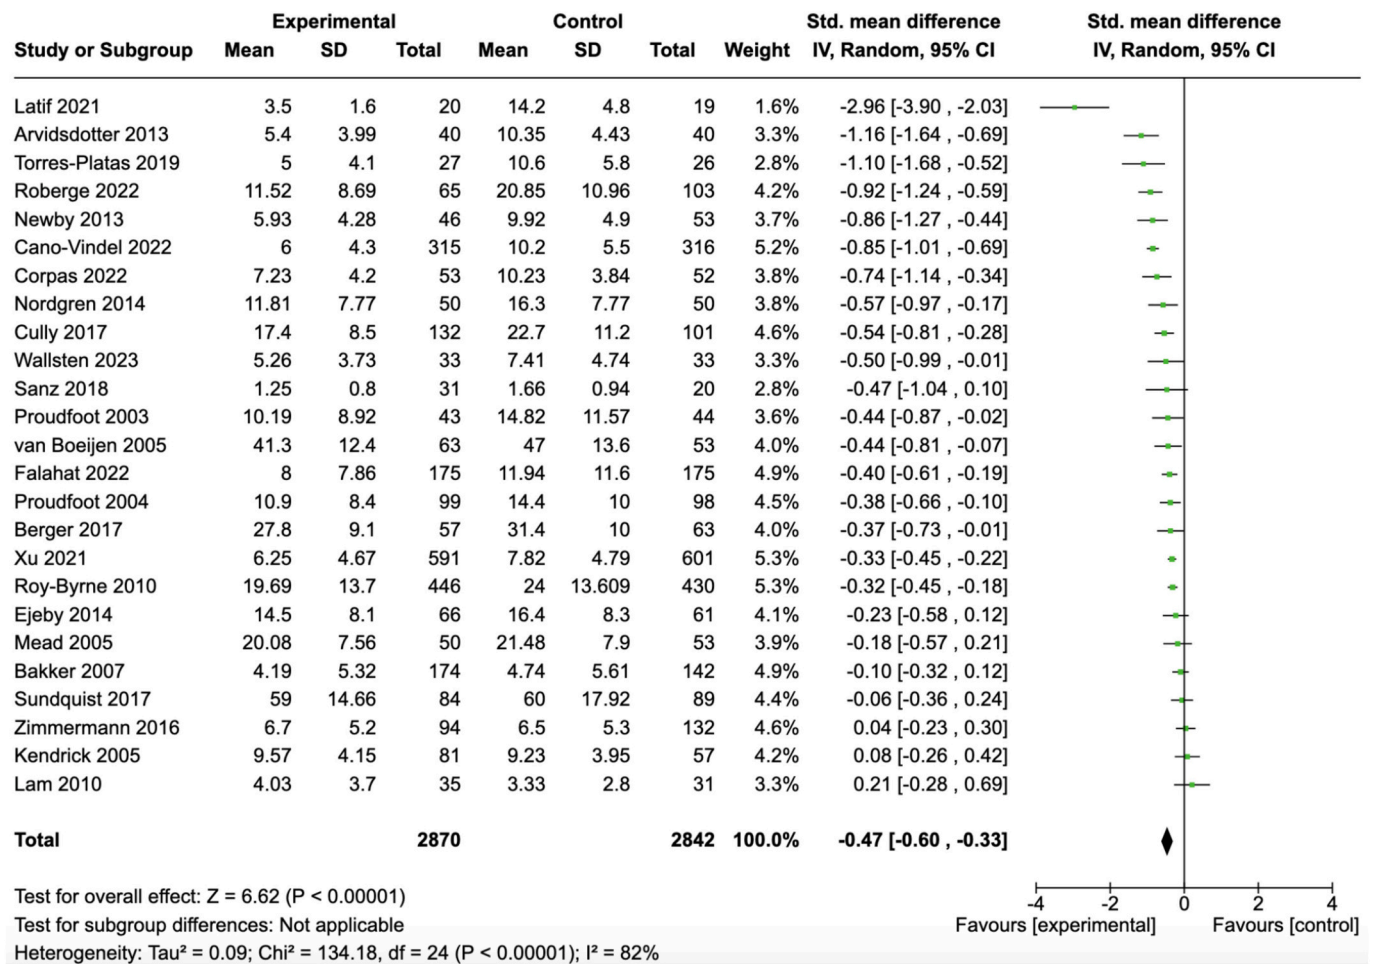 Experimental Control Std. mean difference Std. mean difference
Study or Subgroup Mean SD Total Mean SD Total Weight IV, Random, 95% CI IV, Random, 95% CI
Latif 2021 3.5 1.6 20 14.2 4.8 19 1.6% -2.96 [-3.90 , -2.03]
Arvidsdotter 2013 5.4 3.99 40 10.35 4.43 40 3.3% -1.16 [-1.64 , -0.69]
Torres-Platas 2019 5 4.1 27 10.6 5.8 26 2.8% -1.10 [-1.68 , -0.52]
Roberge 2022 11.52 8.69 65 20.85 10.96 103 4.2% -0.92 [-1.24 , -0.59]
Newby 2013 5.93 4.28 46 9.92 4.9 53 3.7% -0.86 [-1.27 , -0.44]
Cano-Vindel 2022 6 4.3 315 10.2 5.5 316 5.2% -0.85 [-1.01 , -0.69]
Corpas 2022 7.23 4.2 53 10.23 3.84 52 3.8% -0.74 [-1.14 , -0.34]
Nordgren 2014 11.81 7.77 50 16.3 7.77 50 3.8% -0.57 [-0.97 , -0.17]
Cully 2017 17.4 8.5 132 22.7 11.2 101 4.6% -0.54 [-0.81 , -0.28]
Wallsten 2023 5.26 3.73 33 7.41 4.74 33 3.3% -0.50 [-0.99 , -0.01]
Sanz 2018 1.25 0.8 31 1.66 0.94 20 2.8% -0.47 [-1.04 , 0.10]
Proudfoot 2003 10.19 8.92 43 14.82 11.57 44 3.6% -0.44 [-0.87 , -0.02]
van Boeijen 2005 41.3 12.4 63 47 13.6 53 4.0% -0.44 [-0.81 , -0.07]
Falahat 2022 8 7.86 175 11.94 11.6 175 4.9% -0.40 [-0.61 , -0.19]
Proudfoot 2004 10.9 8.4 99 14.4 10 98 4.5% -0.38 [-0.66 , -0.10]
Berger 2017 27.8 9.1 57 31.4 10 63 4.0% -0.37 [-0.73 , -0.01]
Xu 2021 6.25 4.67 591 7.82 4.79 601 5.3% -0.33 [-0.45 , -0.22]
Roy-Byrne 2010 19.69 13.7 446 24 13.609 430 5.3% -0.32 [-0.45 , -0.18]
Ejeby 2014 14.5 8.1 66 16.4 8.3 61 4.1% -0.23 [-0.58 , 0.12]
Mead 2005 20.08 7.56 50 21.48 7.9 53 3.9% -0.18 [-0.57 , 0.21]
Bakker 2007 4.19 5.32 174 4.74 5.61 142 4.9% -0.10 [-0.32 , 0.12]
Sundquist 2017 59 14.66 84 60 17.92 89 4.4% -0.06 [-0.36 , 0.24]
Zimmermann 2016 6.7 5.2 94 6.5 5.3 132 4.6% 0.04 [-0.23 , 0.30]
Kendrick 2005 9.57 4.15 81 9.23 3.95 57 4.2% 0.08 [-0.26 , 0.42]
Lam 2010 4.03 3.7 35 3.33 2.8 31 3.3% 0.21 [-0.28 , 0.69]
Total 2870 2842 100.0% -0.47 [-0.60 , -0.33]
Test for overall effect: Z = 6.62 (P < 0.00001)
-4 -2 0 2 4
Test for subgroup differences: Not applicable
Favours [experimental] Favours [control]
Heterogeneity: Tau² = 0.09; Chi² = 134.18, df = 24 (P < 0.00001); I² = 82%